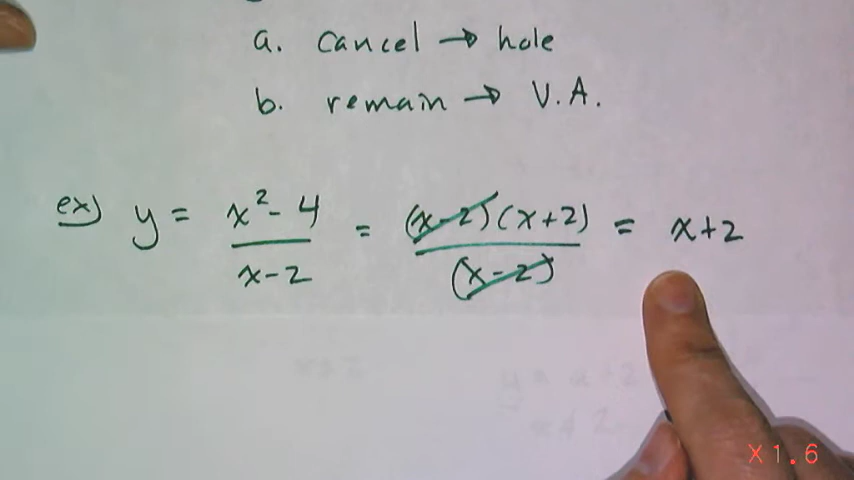 a. cancel → hole
b. remain → V.A.
ex) y = x² - 4 / x - 2 = (x - 2)(x + 2) / (x - 2) = x + 2
X1.6